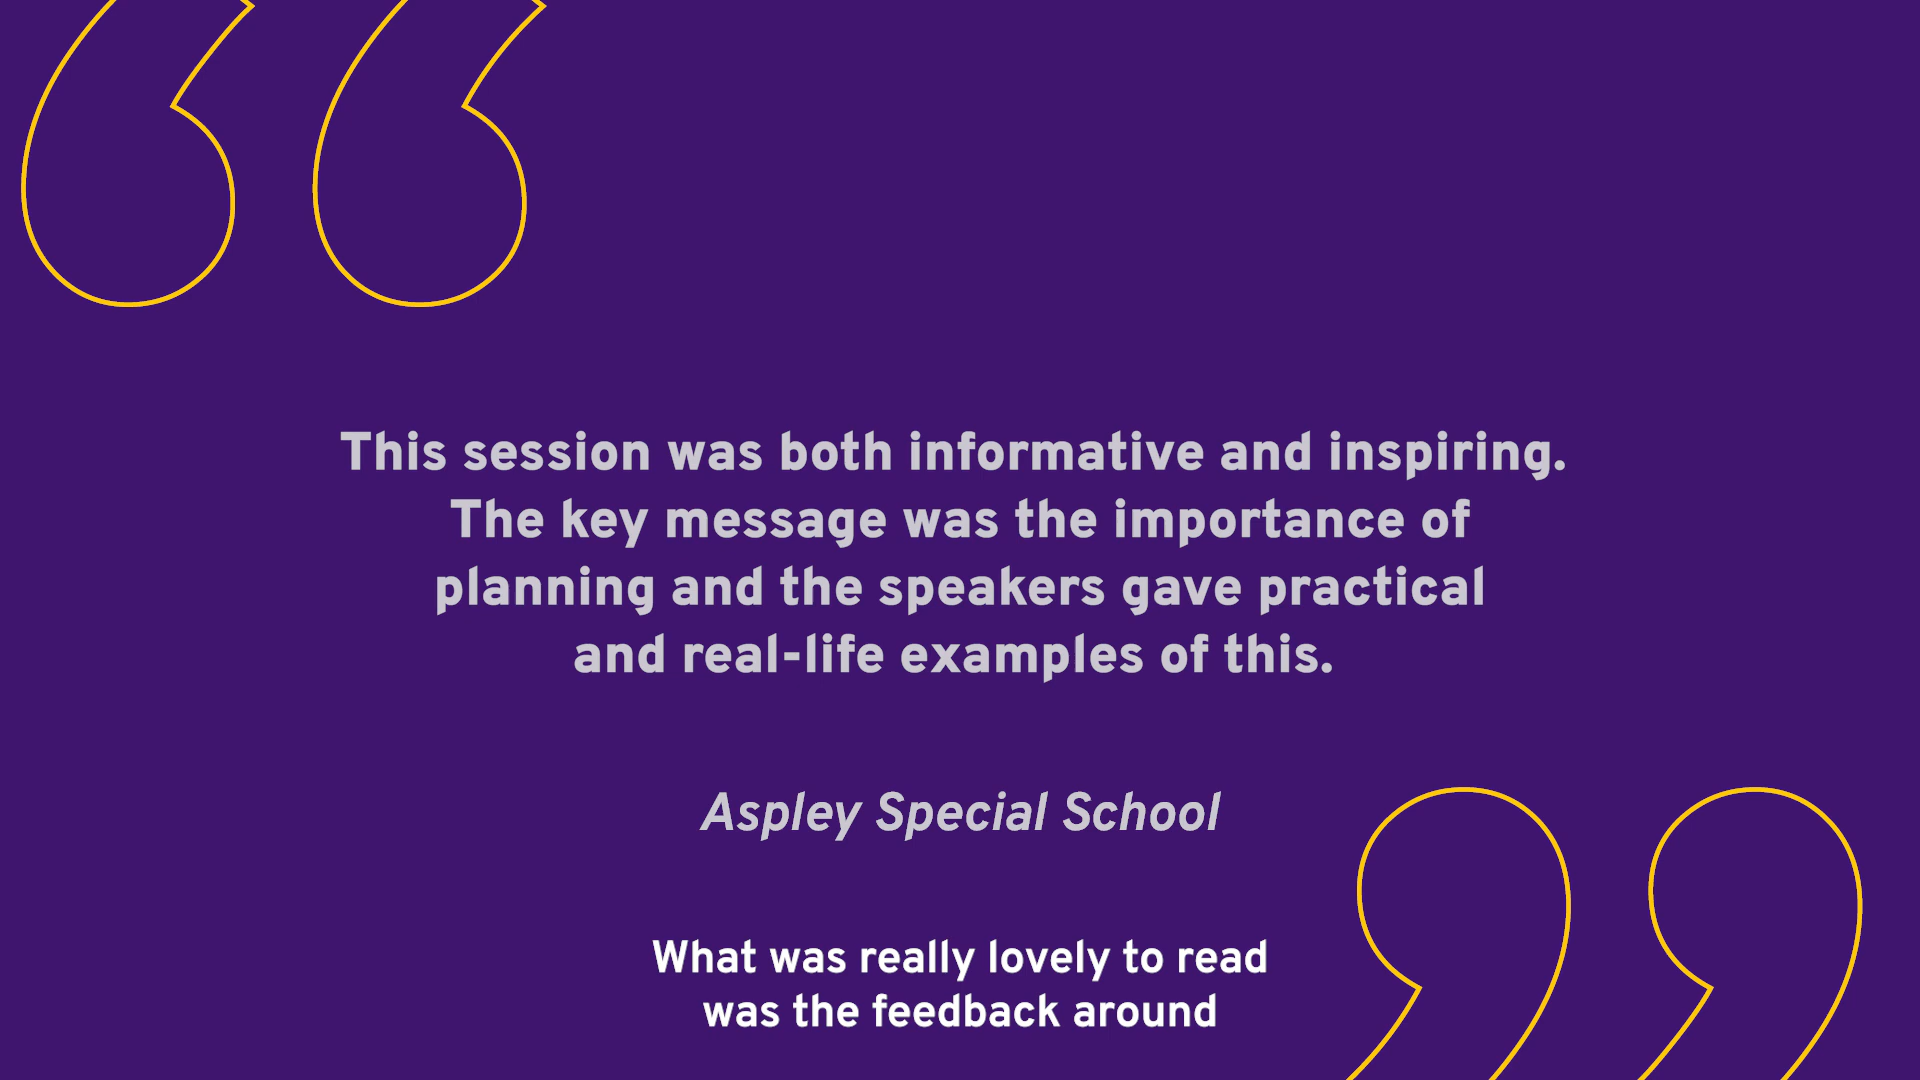 This session was both informative and inspiring.
The key message was the importance of
planning and the speakers gave practical
and real-life examples of this.
Aspley Special School
What was really lovely to read
was the feedback around